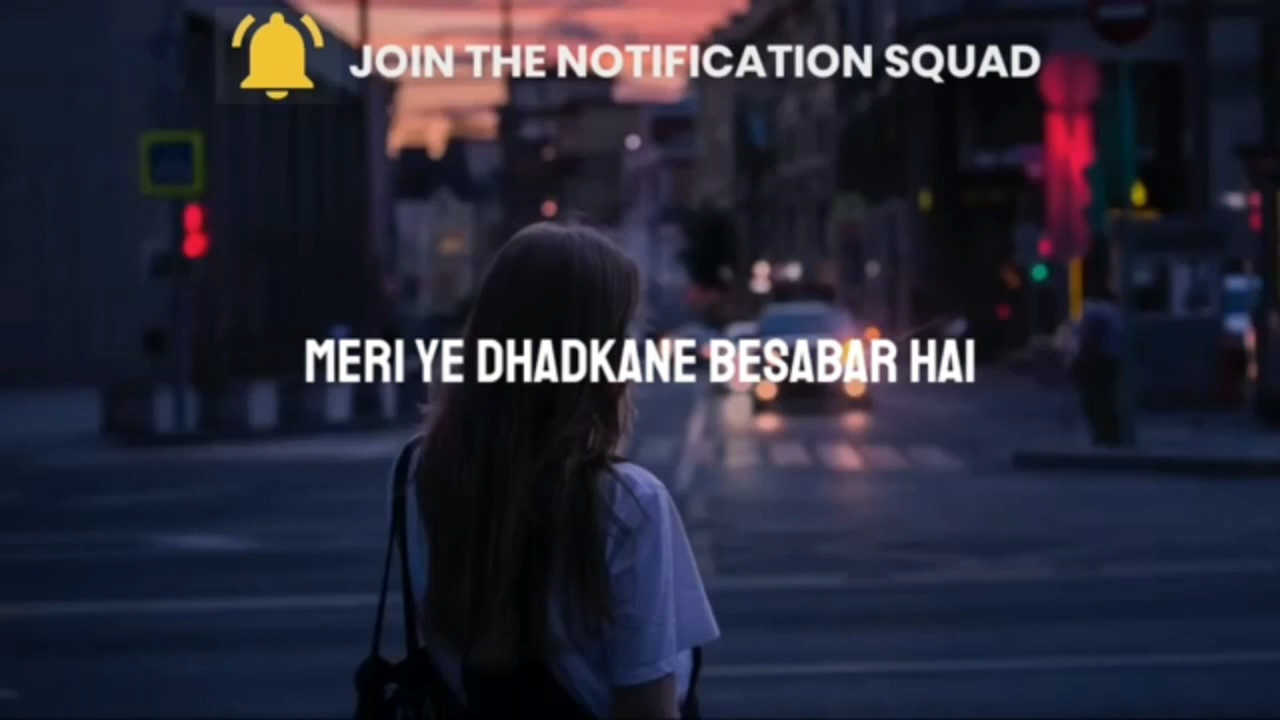 JOIN THE NOTIFICATION SQUAD
MERI YE DHADKANE BESABAR HAI